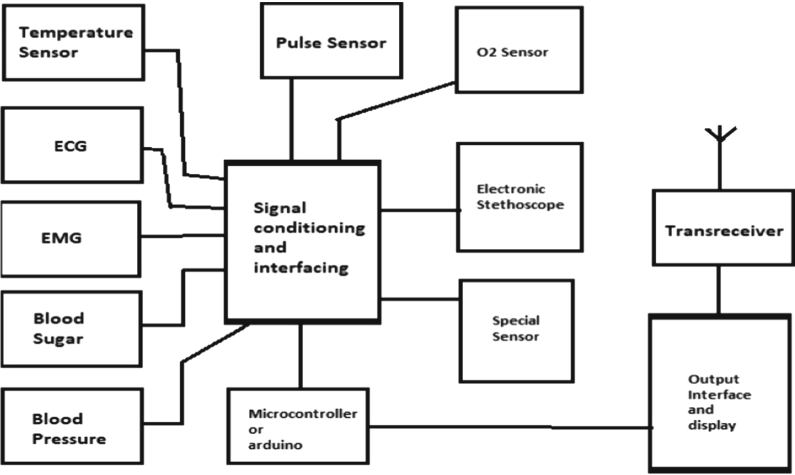 Temperature
Sensor
Pulse Sensor
O2 Sensor
ECG
Electronic
Stethoscope
Signal
conditioning
and
interfacing
EMG
Transreceiver
Blood
Sugar
Special
Sensor
Blood
Pressure
Microcontroller
or
arduino
Output
Interface
and
display